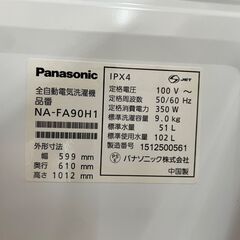 Panasonic
全自動電気洗濯機
品番
NA-FA90H1
外形寸法
幅 599 mm
奥行 610 mm
高さ 1012 mm
IPX4
JET
定格電圧 100 V~
定格周波数 50/60 Hz
定格消費電力 350 W
標準洗濯容量 9.0kg
標準水量 51L
標準使用水量 102L
製造番号 1512500561
パナソニック株式会社
中国製